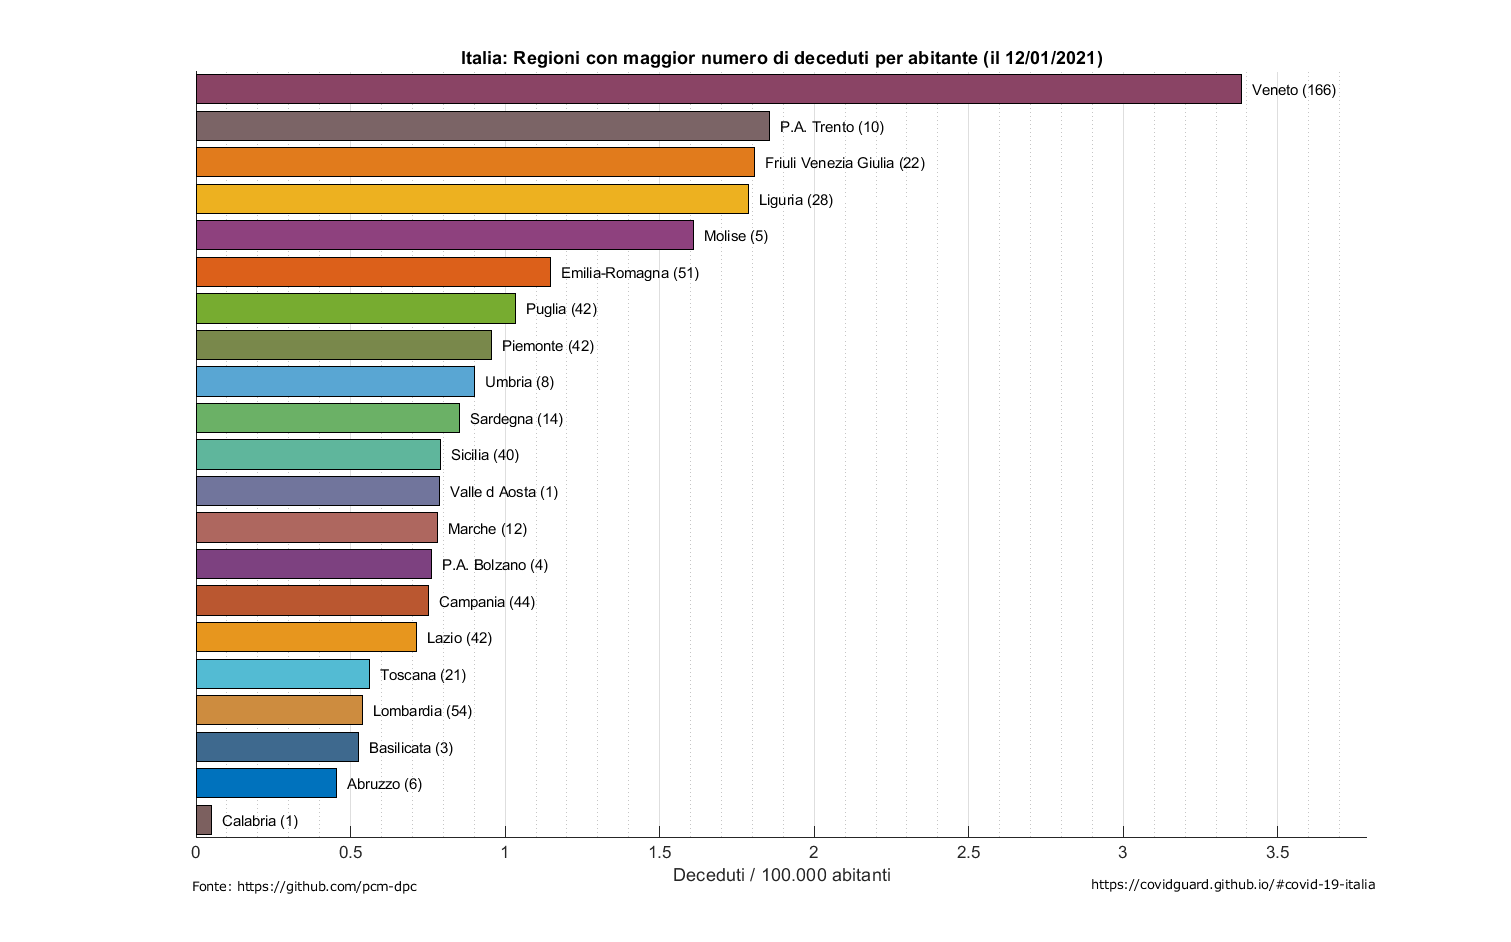 Italia: Regioni con maggior numero di deceduti per abitante (il 12/01/2021)
Veneto (166)
P.A. Trento (10)
Friuli Venezia Giulia (22)
Liguria (28)
Molise (5)
Emilia-Romagna (51)
Puglia (42)
Piemonte (42)
Umbria (8)
Sardegna (14)
Sicilia (40)
Valle d Aosta (1)
Marche (12)
P.A. Bolzano (4)
Campania (44)
Lazio (42)
Toscana (21)
Lombardia (54)
Basilicata (3)
Abruzzo (6)
Calabria (1)
0 0.5 1 1.5 2 2.5 3 3.5
Deceduti / 100.000 abitanti
Fonte: https://github.com/pcm-dpc
https://covidguard.github.io/#covid-19-italia